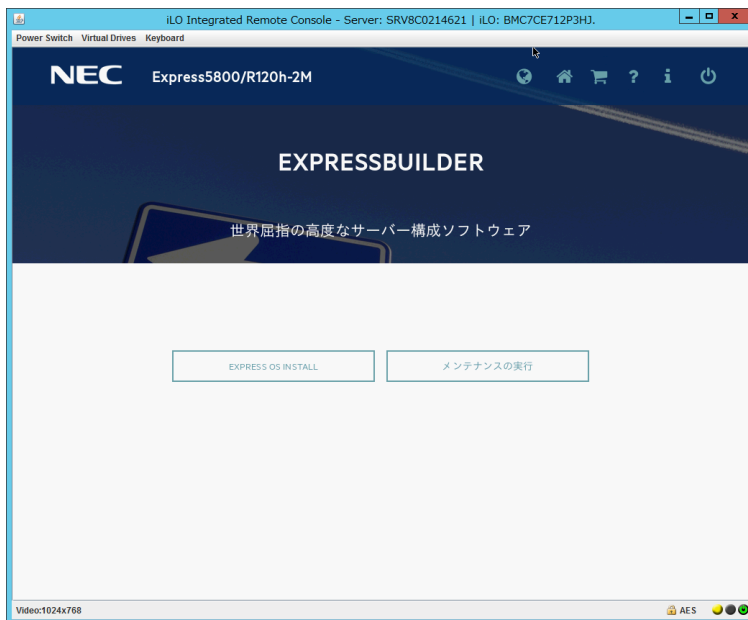 iLO Integrated Remote Console - Server: SRV8C0214621 | iLO: BMC7CE712P3HJ.
Power Switch Virtual Drives Keyboard
NEC Express5800/R120h-2M
EXPRESSBUILDER
世界屈指の高度なサーバー構成ソフトウェア
EXPRESS OS INSTALL メンテナンスの実行
Video:1024x768 AES